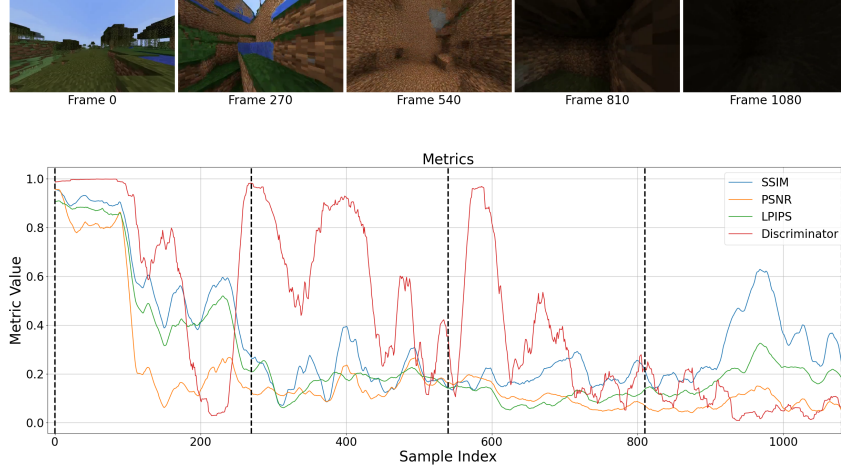 Frame 0
Frame 270
Frame 540
Frame 810
Frame 1080
Metrics
1.0
0.8
0.6
0.4
0.2
0.0
Metric Value
SSIM
PSNR
LPIPS
Discriminator
0
200
400
600
800
1000
Sample Index